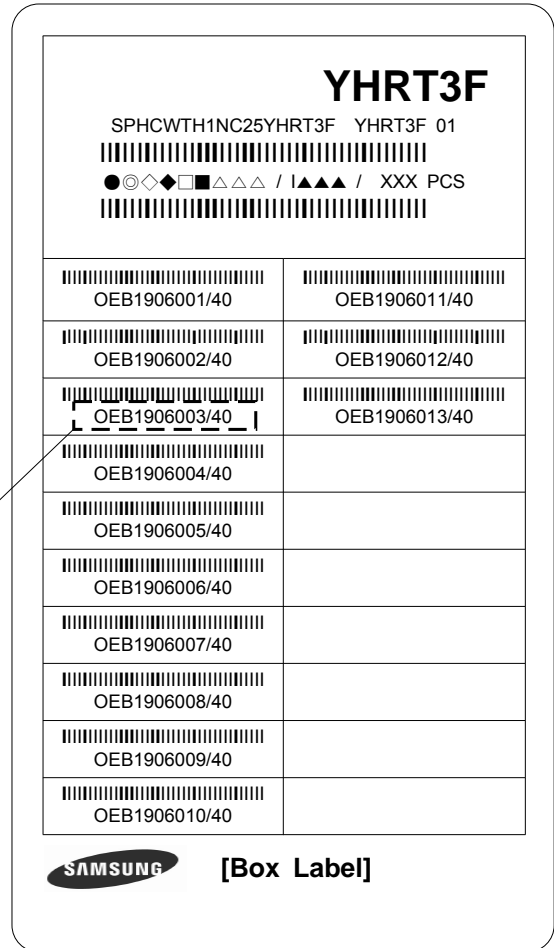 YHRT3F
SPHCWTH1NC25YHRT3F YHRT3F 01
●◎◇◆□■△△△ / I▲▲▲ / XXX PCS
OEB1906001/40 OEB1906011/40
OEB1906002/40 OEB1906012/40
OEB1906003/40 OEB1906013/40
OEB1906004/40
OEB1906005/40
OEB1906006/40
OEB1906007/40
OEB1906008/40
OEB1906009/40
OEB1906010/40
SAMSUNG [Box Label]